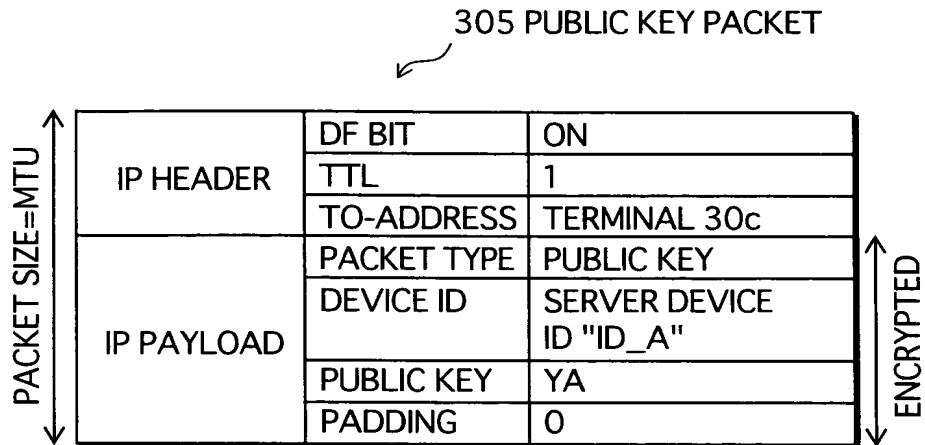 305 PUBLIC KEY PACKET
PACKET SIZE=MTU
IP HEADER
DF BIT
ON
TTL
1
TO-ADDRESS
TERMINAL 30c
IP PAYLOAD
PACKET TYPE
PUBLIC KEY
DEVICE ID
SERVER DEVICE
ID "ID_A"
PUBLIC KEY
YA
PADDING
0
ENCRYPTED